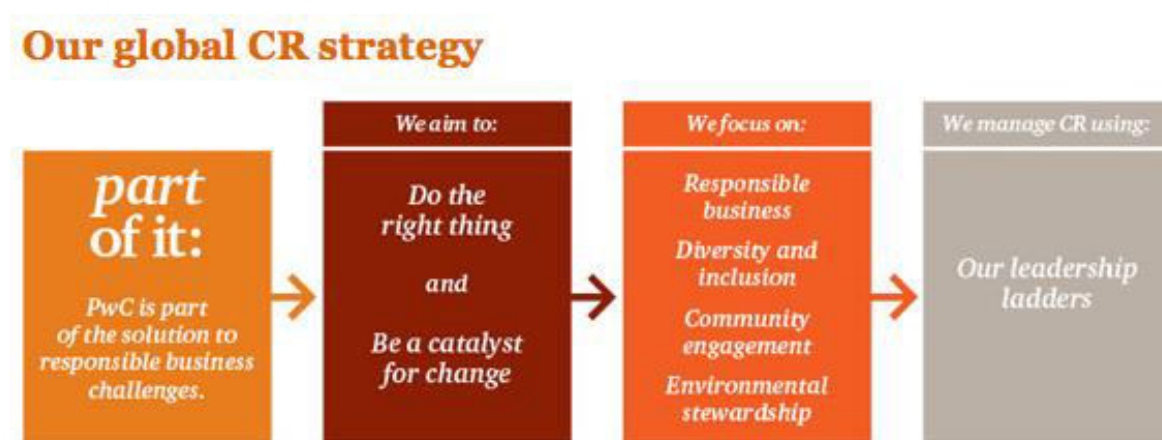 Our global CR strategy
part
of it:
PwC is part
of the solution to
responsible business
challenges.
We aim to:
Do the
right thing
and
Be a catalyst
for change
We focus on:
Responsible
business
Diversity and
inclusion
Community
engagement
Environmental
stewardship
We manage CR using:
Our leadership
ladders